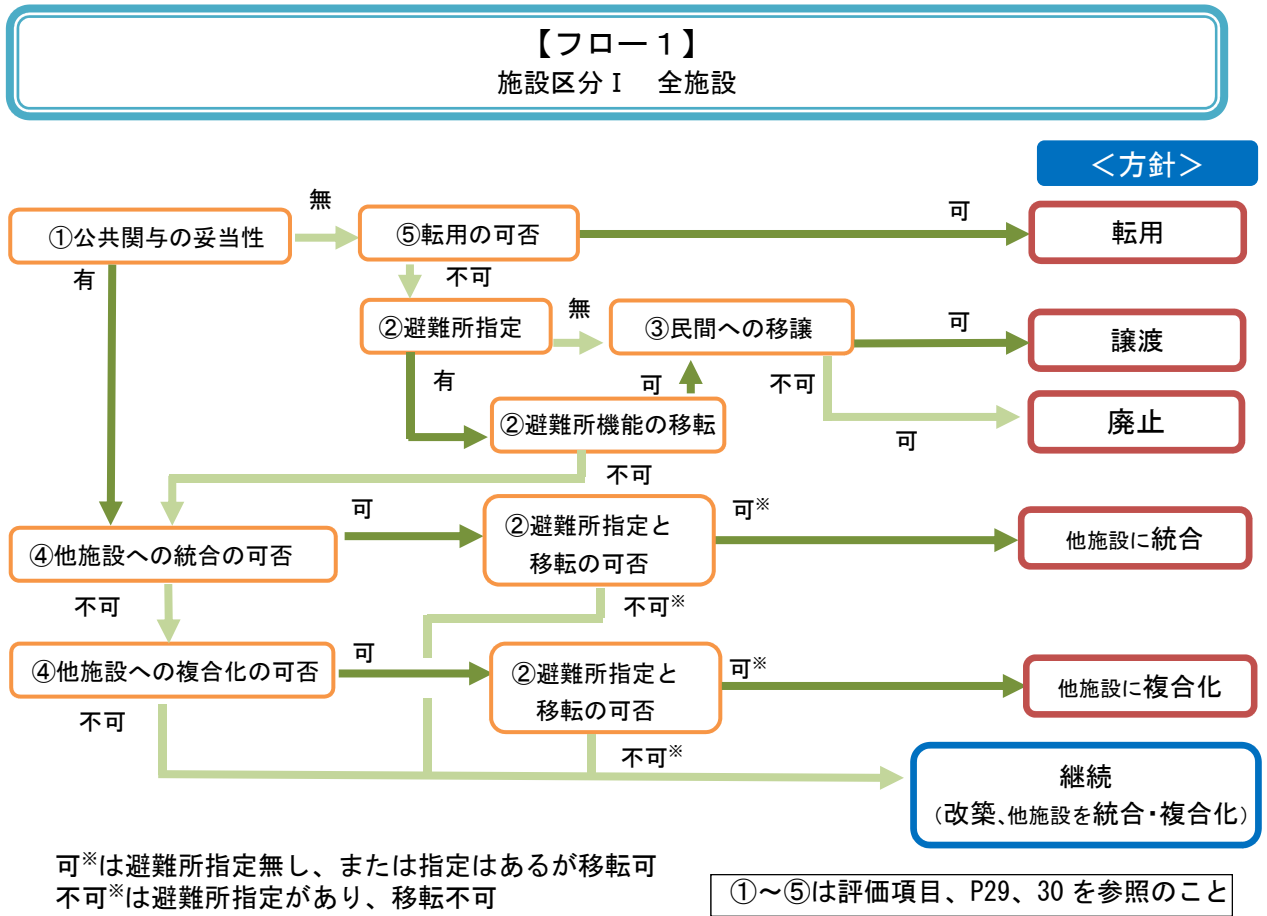 【フロー１】
施設区分Ⅰ　全施設
＜方針＞
無
可
①公共関与の妥当性
⑤転用の可否
転用
有
不可
②避難所指定
無
③民間への移譲
可
譲渡
有
可
不可
②避難所機能の移転
廃止
可
不可
可
②避難所指定と
移転の可否
可※
④他施設への統合の可否
他施設に統合
不可
不可※
④他施設への複合化の可否
可
②避難所指定と
移転の可否
可※
他施設に複合化
不可
不可※
継続
（改築、他施設を統合・複合化）
可※は避難所指定無し、または指定はあるが移転可
不可※は避難所指定があり、移転不可
①～⑤は評価項目、P29、30 を参照のこと